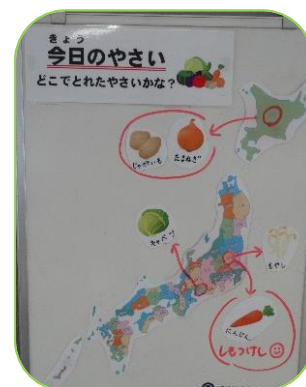 きょう
今日のやさい
どこでとれたやさいかな？
じゃがいも
たまねぎ
キャベツ
もやし
にんじん
しもつけし